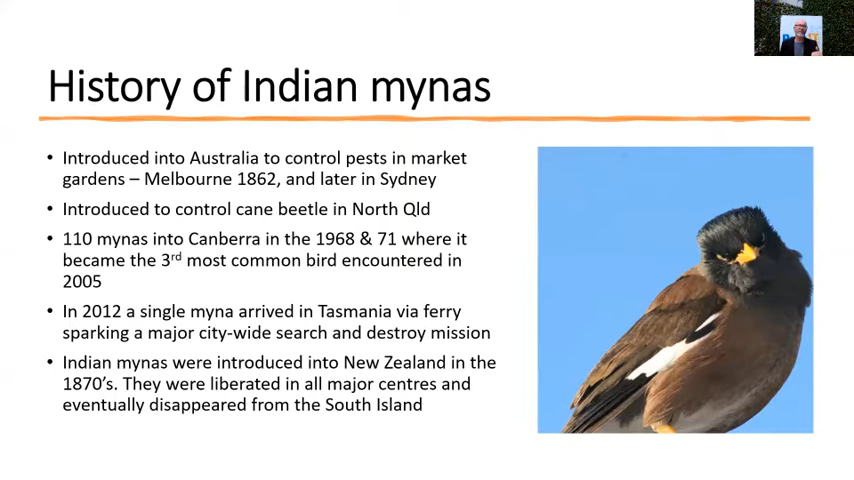 History of Indian mynas
• Introduced into Australia to control pests in market
gardens – Melbourne 1862, and later in Sydney
• Introduced to control cane beetle in North Qld
• 110 mynas into Canberra in the 1968 & 71 where it
became the 3rd most common bird encountered in
2005
• In 2012 a single myna arrived in Tasmania via ferry
sparking a major city-wide search and destroy mission
• Indian mynas were introduced into New Zealand in the
1870's. They were liberated in all major centres and
eventually disappeared from the South Island